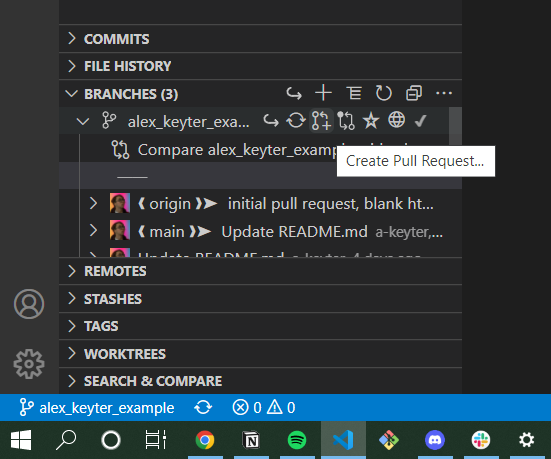 COMMITS
FILE HISTORY
BRANCHES (3)
alex_keyter_exa...
Compare alex_keyter_example
Create Pull Request...
origin initial pull request, blank ht...
main Update README.md a-keyter,...
Update README.md a-keyter, 4 days ago
REMOTES
STASHES
TAGS
WORKTREES
SEARCH & COMPARE
alex_keyter_example 0 0